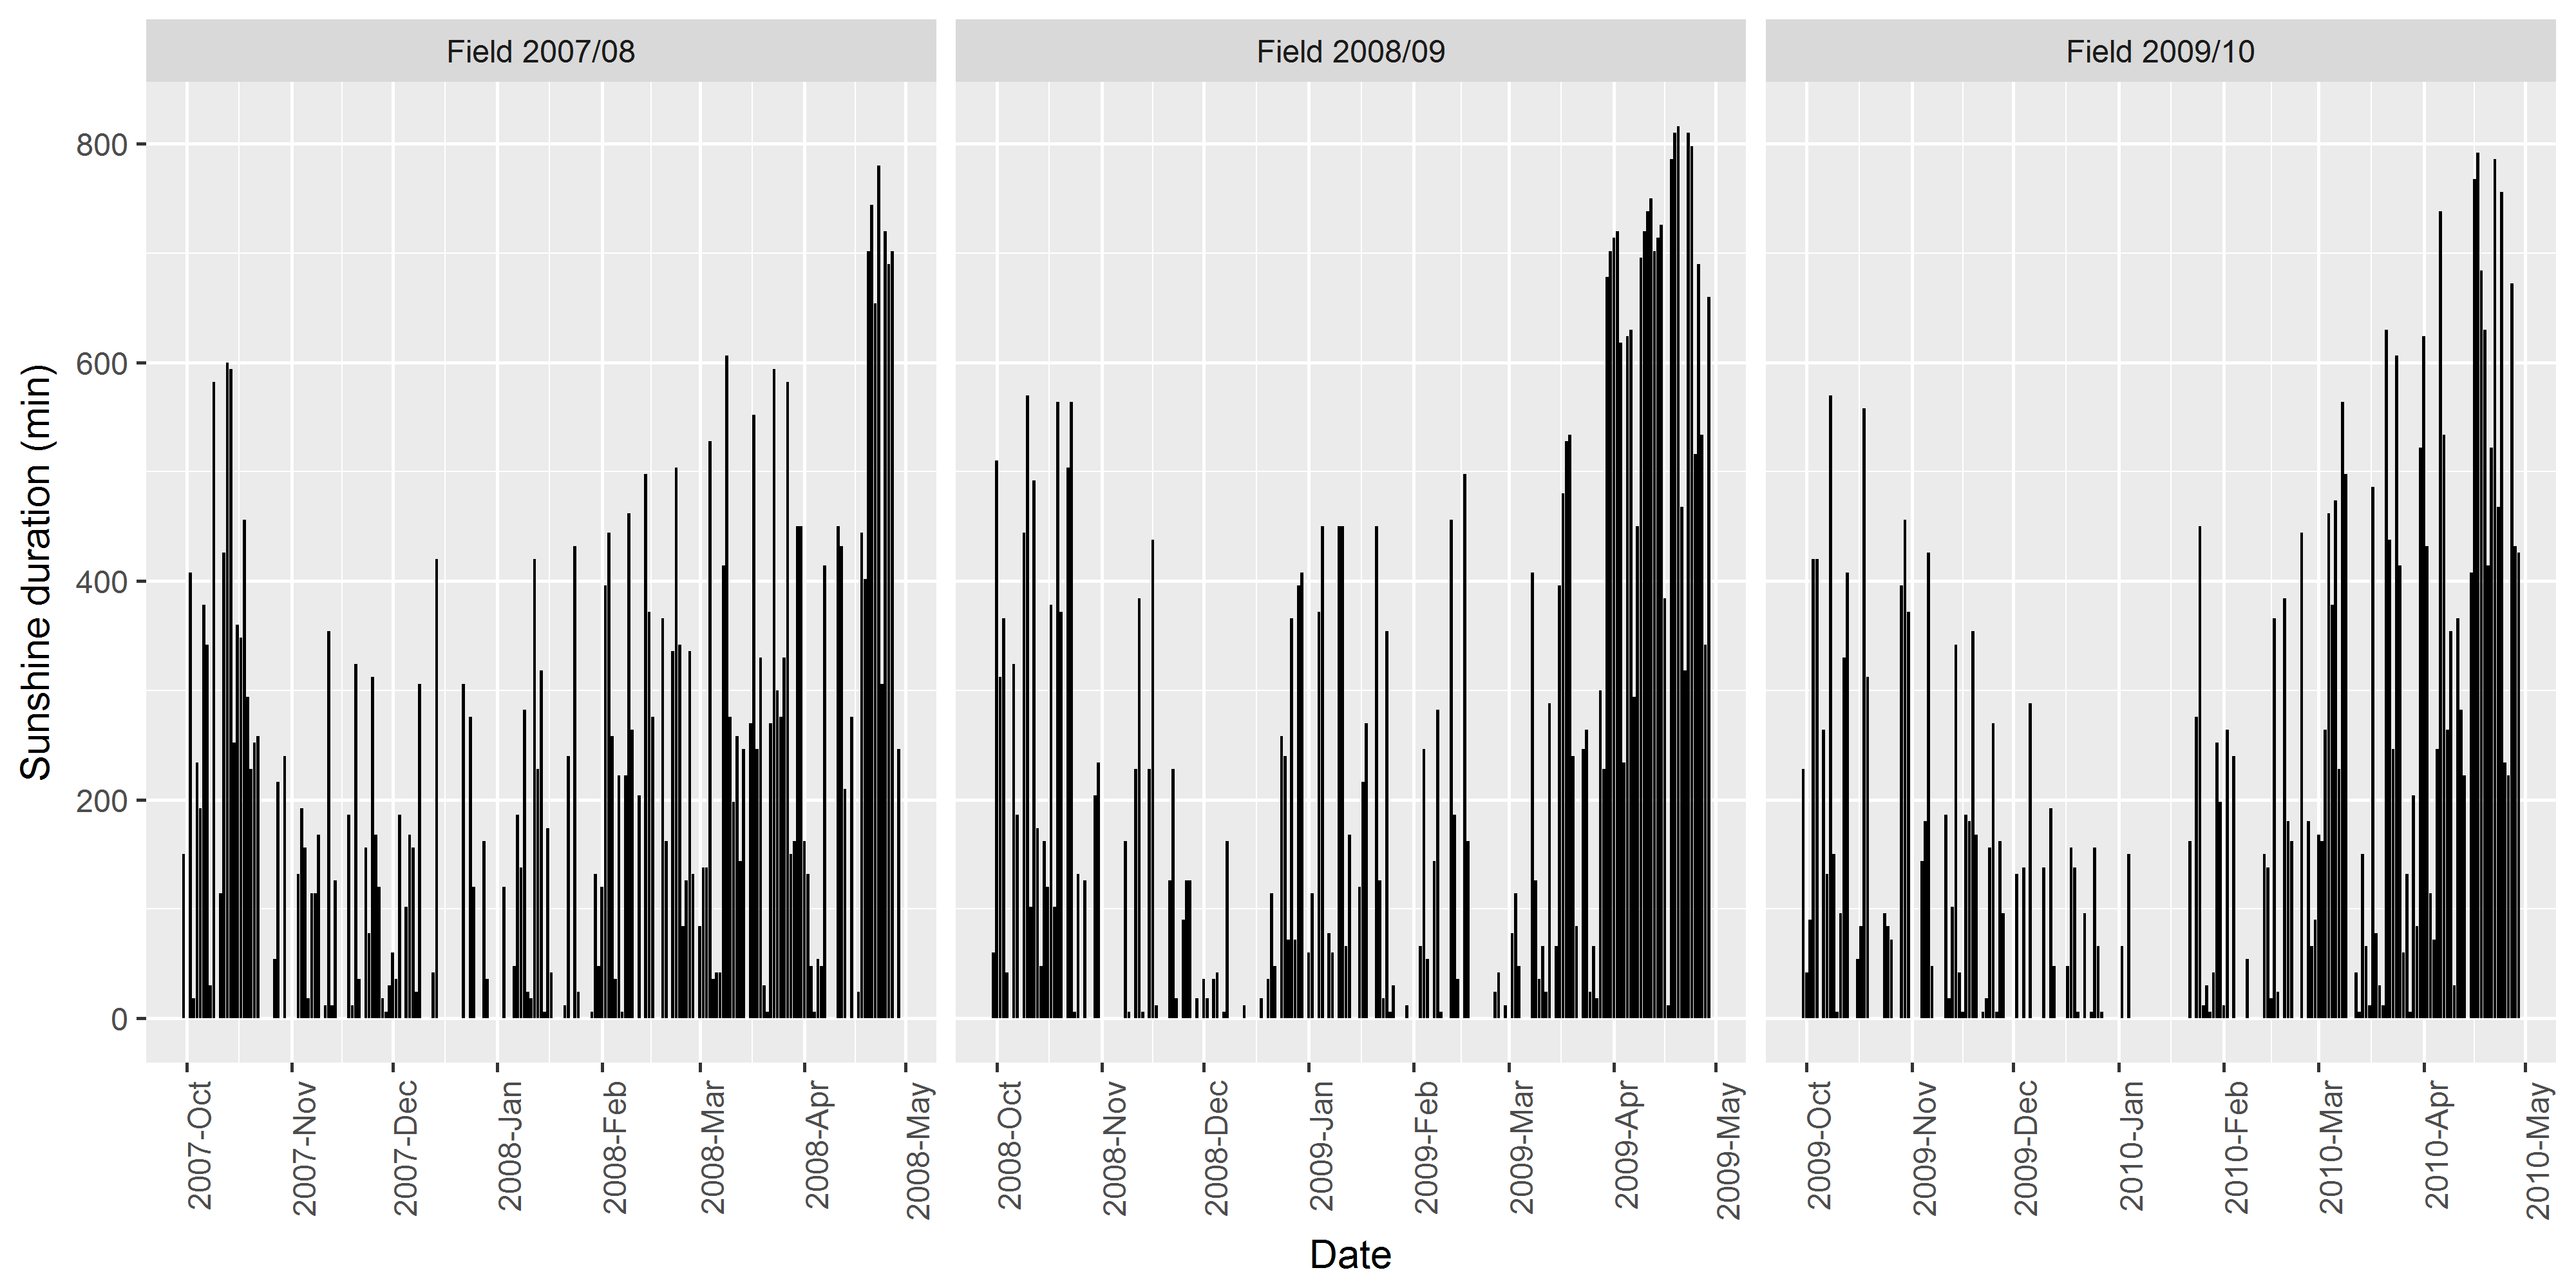 Field 2007/08
Field 2008/09
Field 2009/10
Sunshine duration (min)
800
600
400
200
0
2007-Oct
2007-Nov
2007-Dec
2008-Jan
2008-Feb
2008-Mar
2008-Apr
2008-May
2008-Oct
2008-Nov
2008-Dec
2009-Jan
2009-Feb
2009-Mar
2009-Apr
2009-May
2009-Oct
2009-Nov
2009-Dec
2010-Jan
2010-Feb
2010-Mar
2010-Apr
2010-May
Date